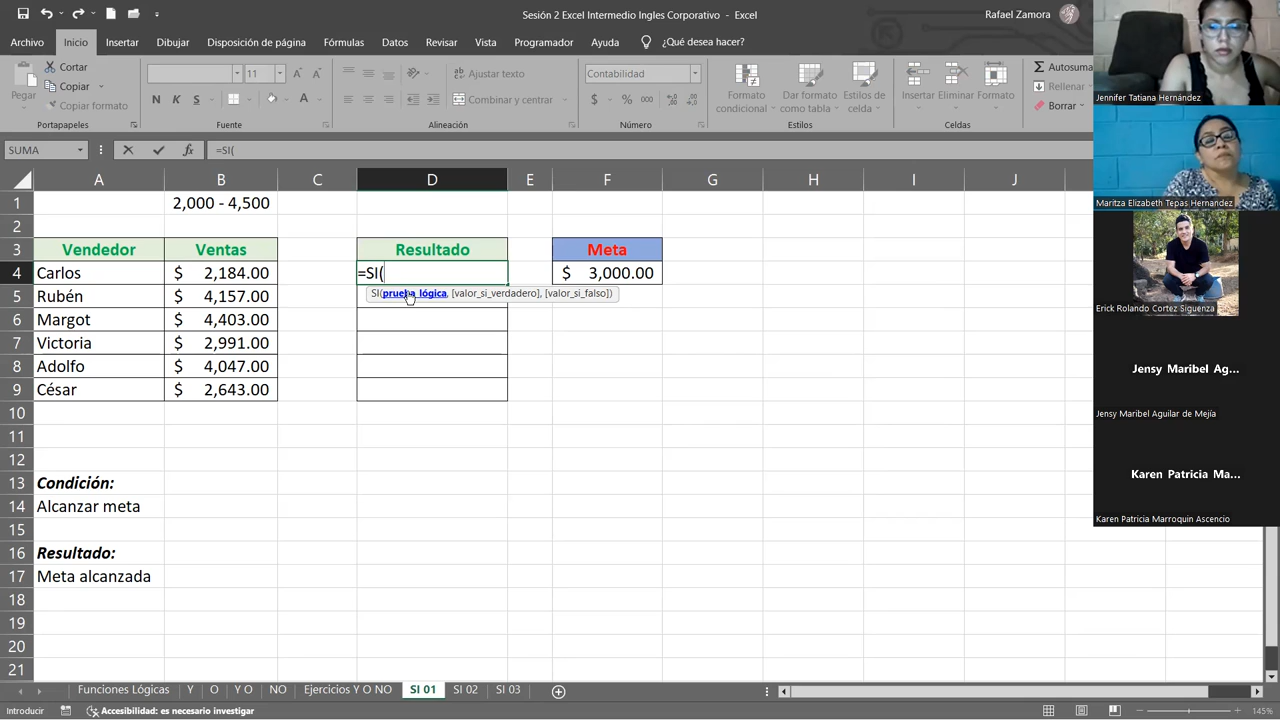 Sesión 2 Excel Intermedio Ingles Corporativo - Excel
Rafael Zamora
Archivo Inicio Insertar Dibujar Disposición de página Fórmulas Datos Revisar Vista Programador Ayuda ¿Qué desea hacer?
Pegar
Cortar
Copiar
Copiar formato
Portapapeles
11
N K S
Fuente
Ajustar texto
Combinar y centrar
Alineación
Contabilidad
$ % 000
Número
Formato condicional
Dar formato como tabla
Estilos de celda
Estilos
Insertar Eliminar Formato
Celdas
Autosuma
Rellenar
Borrar
SUMA
fx
=SI(
A B C D E F G H I J
1 2,000 - 4,500
2
3 Vendedor Ventas Resultado Meta
4 Carlos $ 2,184.00 =SI( $ 3,000.00
SI(prueba_lógica, [valor_si_verdadero], [valor_si_falso])
5 Rubén $ 4,157.00
6 Margot $ 4,403.00
7 Victoria $ 2,991.00
8 Adolfo $ 4,047.00
9 César $ 2,643.00
10
11
12
13 Condición:
14 Alcanzar meta
15
16 Resultado:
17 Meta alcanzada
18
19
20
21
Funciones Lógicas Y O Y O NO Ejercicios Y O NO SI 01 SI 02 SI 03
Introducir
Accesibilidad: es necesario investigar
145%
Jennifer Tatiana Hernández
Maritza Elizabeth Tepas Hernandez
Erick Rolando Cortez Siguenza
Jensy Maribel Ag...
Jensy Maribel Aguilar de Mejía
Karen Patricia Ma...
Karen Patricia Marroquin Ascencio